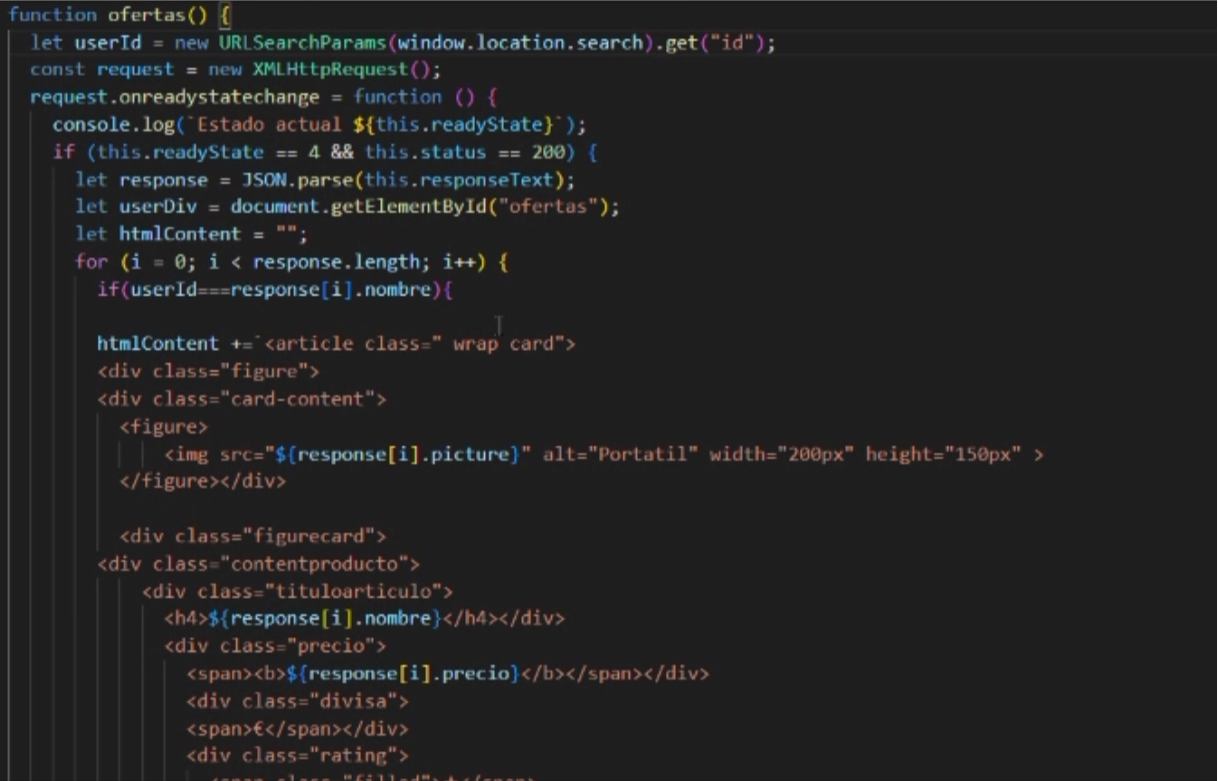 function ofertas() {
let userId = new URLSearchParams(window.location.search).get("id");
const request = new XMLHttpRequest();
request.onreadystatechange = function () {
console.log(`Estado actual ${this.readyState}`);
if (this.readyState == 4 && this.status == 200) {
let response = JSON.parse(this.responseText);
let userDiv = document.getElementById("ofertas");
let htmlContent = "";
for (i = 0; i < response.length; i++) {
if(userId===response[i].nombre){
htmlContent +=`<article class=" wrap card">
<div class="figure">
<div class="card-content">
<figure>
<img src="${response[i].picture}" alt="Portatil" width="200px" height="150px" >
</figure></div>
<div class="figurecard">
<div class="contentproducto">
<div class="tituloarticulo">
<h4>${response[i].nombre}</h4></div>
<div class="precio">
<span><b>${response[i].precio}</b></span></div>
<div class="divisa">
<span>€</span></div>
<div class="rating">